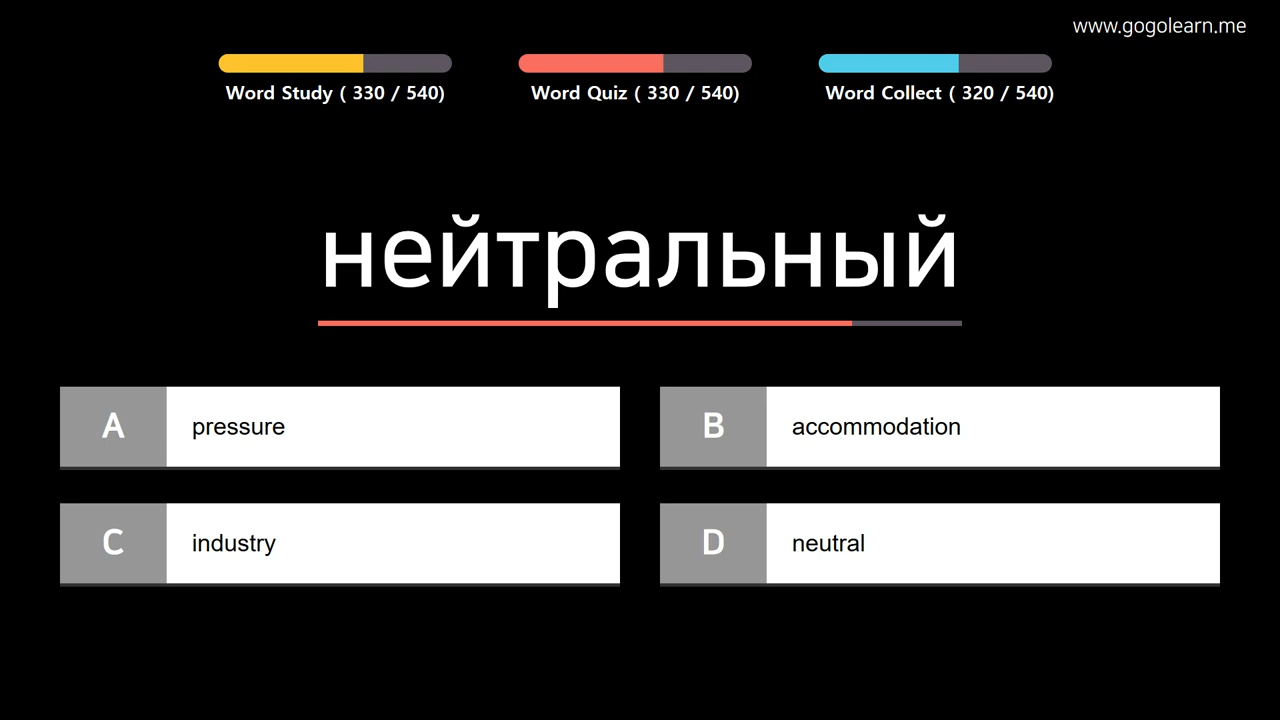 www.gogolearn.me
Word Study ( 330 / 540)
Word Quiz ( 330 / 540)
Word Collect ( 320 / 540)
нейтральный
A pressure
B accommodation
C industry
D neutral